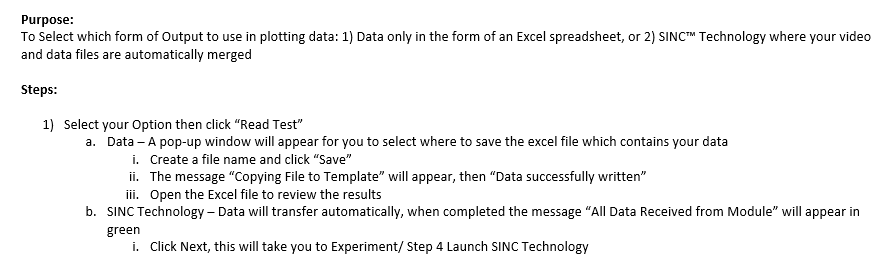 Purpose:
To Select which form of Output to use in plotting data: 1) Data only in the form of an Excel spreadsheet, or 2) SINC™ Technology where your video
and data files are automatically merged
Steps:
1) Select your Option then click “Read Test”
a. Data – A pop-up window will appear for you to select where to save the excel file which contains your data
i. Create a file name and click “Save”
ii. The message “Copying File to Template” will appear, then “Data successfully written”
iii. Open the Excel file to review the results
b. SINC Technology – Data will transfer automatically, when completed the message “All Data Received from Module” will appear in
green
i. Click Next, this will take you to Experiment/ Step 4 Launch SINC Technology